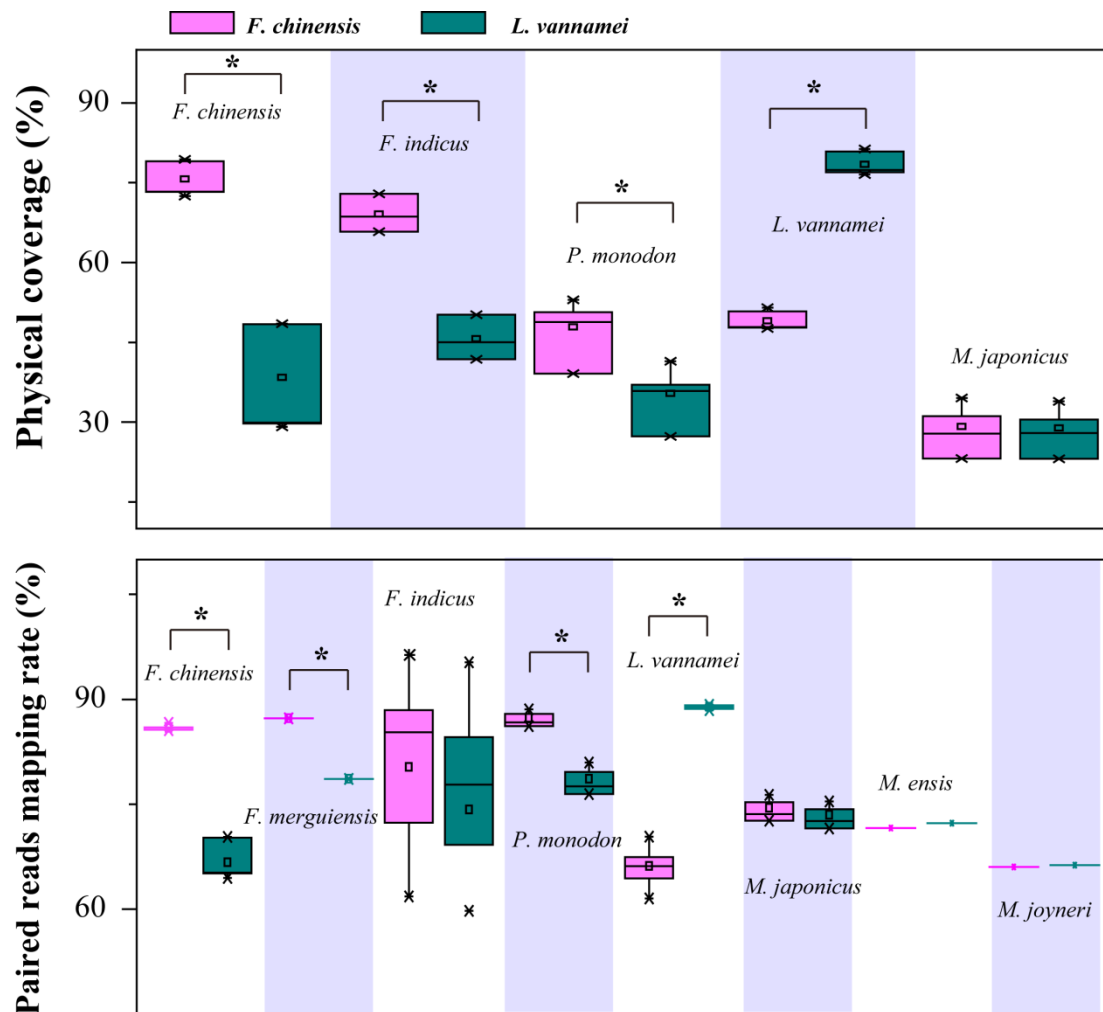 F. chinensis L. vannamei
Physical coverage (%)
90
60
30
*
F. chinensis
*
F. indicus
*
P. monodon
*
L. vannamei
M. japonicus
Paired reads mapping rate (%)
90
60
*
F. chinensis
*
F. merguiensis
F. indicus
*
P. monodon
*
L. vannamei
M. japonicus
M. ensis
M. joyneri